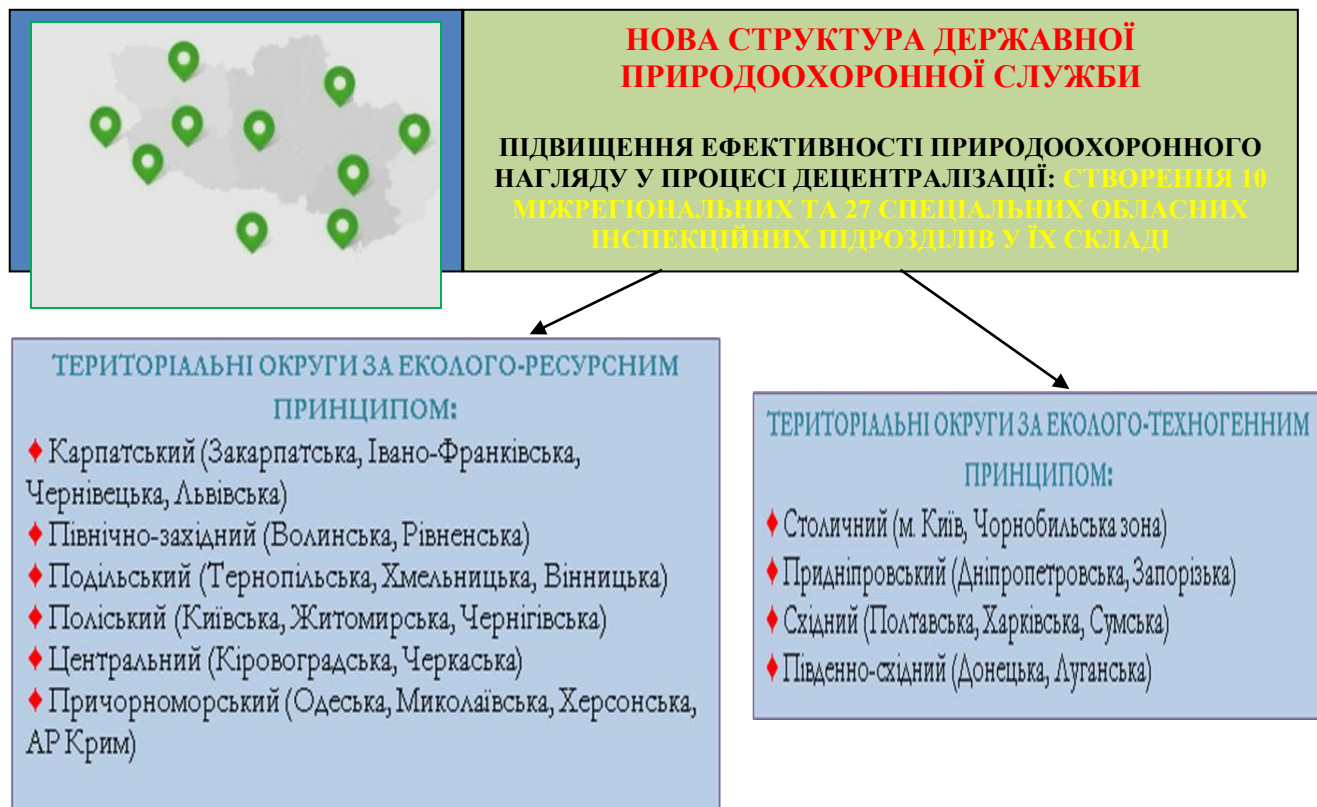 НОВА СТРУКТУРА ДЕРЖАВНОЇ
ПРИРОДООХОРОННОЇ СЛУЖБИ
ПІДВИЩЕННЯ ЕФЕКТИВНОСТІ ПРИРОДООХОРОННОГО
НАГЛЯДУ У ПРОЦЕСІ ДЕЦЕНТРАЛІЗАЦІЇ: СТВОРЕННЯ 10
МІЖРЕГІОНАЛЬНИХ ТА 27 СПЕЦІАЛЬНИХ ОБЛАСНИХ
ІНСПЕКЦІЙНИХ ПІДРОЗДІЛІВ У ЇХ СКЛАДІ
ТЕРИТОРІАЛЬНІ ОКРУГИ ЗА ЕКОЛОГО-РЕСУРСНИМ
ПРИНЦИПОМ:
♦ Карпатський (Закарпатська, Івано-Франківська,
Чернівецька, Львівська)
♦ Північно-західний (Волинська, Рівненська)
♦ Подільський (Тернопільська, Хмельницька, Вінницька)
♦ Поліський (Київська, Житомирська, Чернігівська)
♦ Центральний (Кіровоградська, Черкаська)
♦ Причорноморський (Одеська, Миколаївська, Херсонська,
АР Крим)
ТЕРИТОРІАЛЬНІ ОКРУГИ ЗА ЕКОЛОГО-ТЕХНОГЕННИМ
ПРИНЦИПОМ:
♦ Столичний (м. Київ, Чорнобильська зона)
♦ Придніпровський (Дніпропетровська, Запорізька)
♦ Східний (Полтавська, Харківська, Сумська)
♦ Південно-східний (Донецька, Луганська)